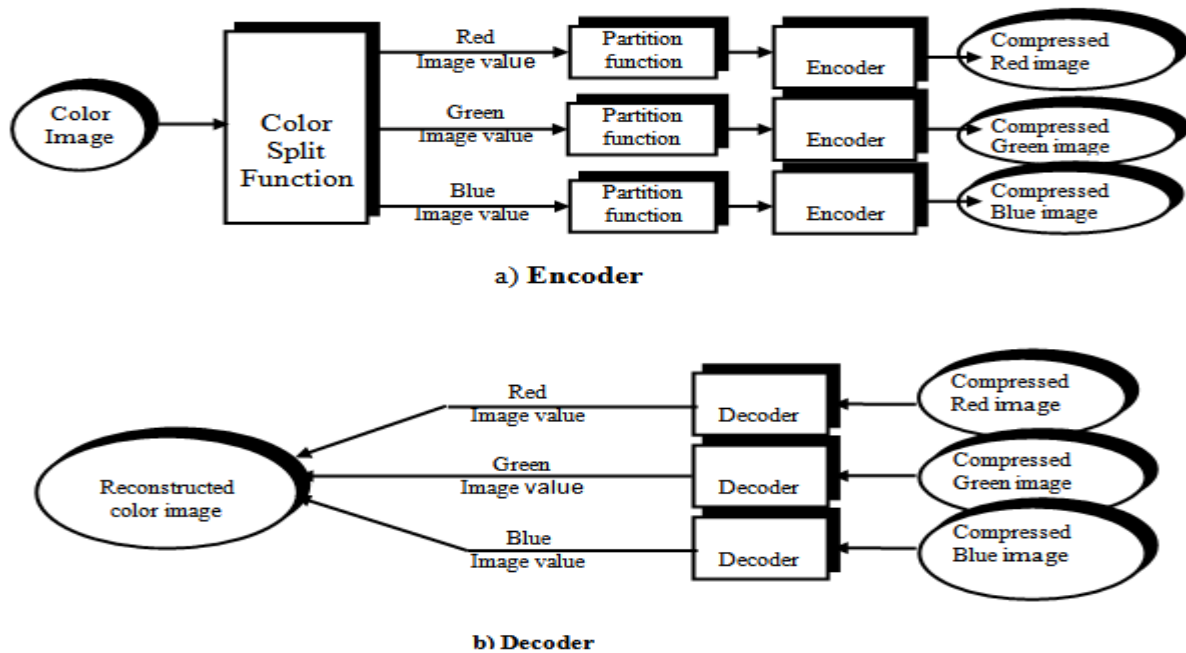 Color
Image
Color
Split
Function
Red
Image value
Partition
function
Encoder
Compressed
Red image
Green
Image value
Partition
function
Encoder
Compressed
Green image
Blue
Image value
Partition
function
Encoder
Compressed
Blue image
a) Encoder
Reconstructed
color image
Red
Image value
Decoder
Compressed
Red image
Green
Image value
Decoder
Compressed
Green image
Blue
Image value
Decoder
Compressed
Blue image
b) Decoder